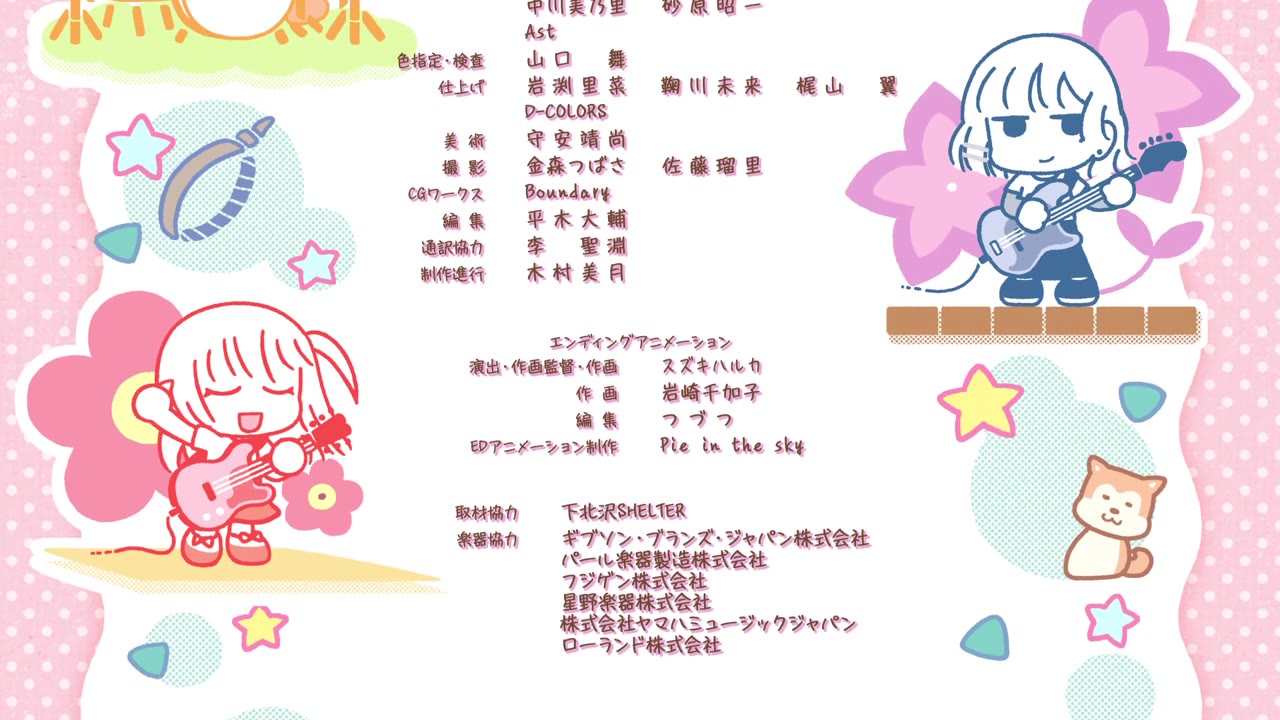 中川美乃里 砂原昭一
Ast
色指定・検査 山口 舞
仕上げ 岩渕里菜 鞠川未来 梶山 翼
D-COLORS
美術 守安靖尚
撮影 金森つばさ 佐藤瑠里
CGワークス Boundary
編集 平木大輔
通訳協力 李 聖淵
制作進行 木村美月
エンディングアニメーション
演出・作画監督・作画 スズキハルカ
作画 岩崎千加子
編集 つづつ
EDアニメーション制作 Pie in the sky
取材協力 下北沢SHELTER
楽器協力 ギブソン・ブランズ・ジャパン株式会社
パール楽器製造株式会社
フジゲン株式会社
星野楽器株式会社
株式会社ヤマハミュージックジャパン
ローランド株式会社